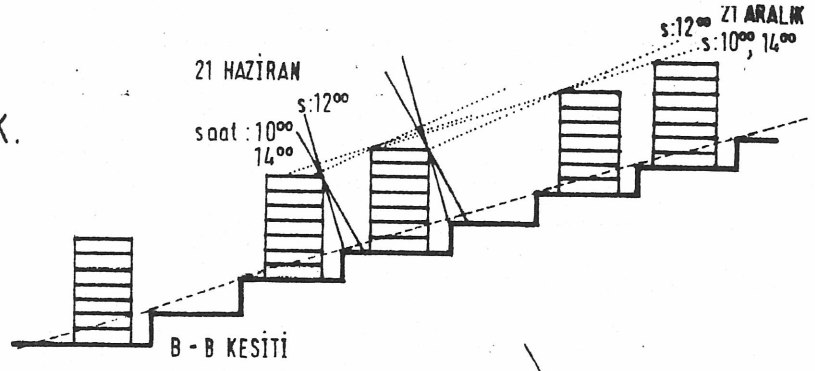 s:12⁰⁰ 21 ARALIK
s:10⁰⁰, 14⁰⁰
21 HAZİRAN
s:12⁰⁰
saat :10⁰⁰
14⁰⁰
K.
B - B KESİTİ